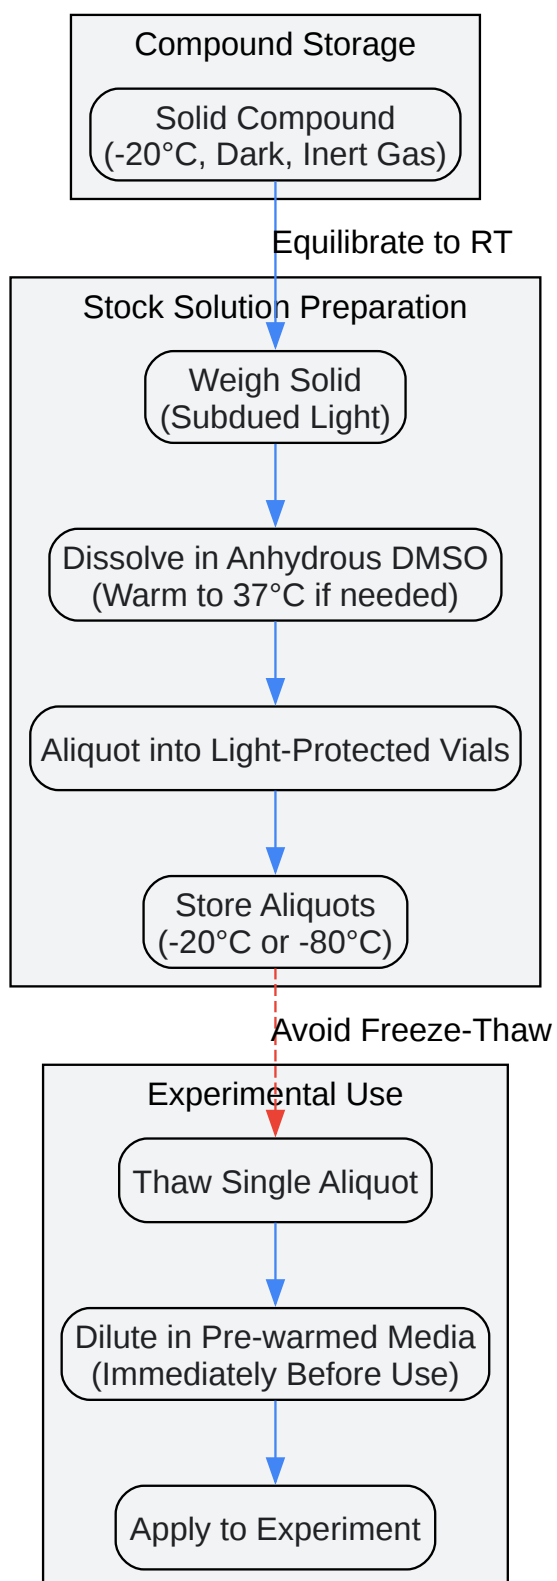 Compound Storage
Solid Compound
(-20°C, Dark, Inert Gas)
Equilibrate to RT
Stock Solution Preparation
Weigh Solid
(Subdued Light)
Dissolve in Anhydrous DMSO
(Warm to 37°C if needed)
Aliquot into Light-Protected Vials
Store Aliquots
(-20°C or -80°C)
Avoid Freeze-Thaw
Experimental Use
Thaw Single Aliquot
Dilute in Pre-warmed Media
(Immediately Before Use)
Apply to Experiment